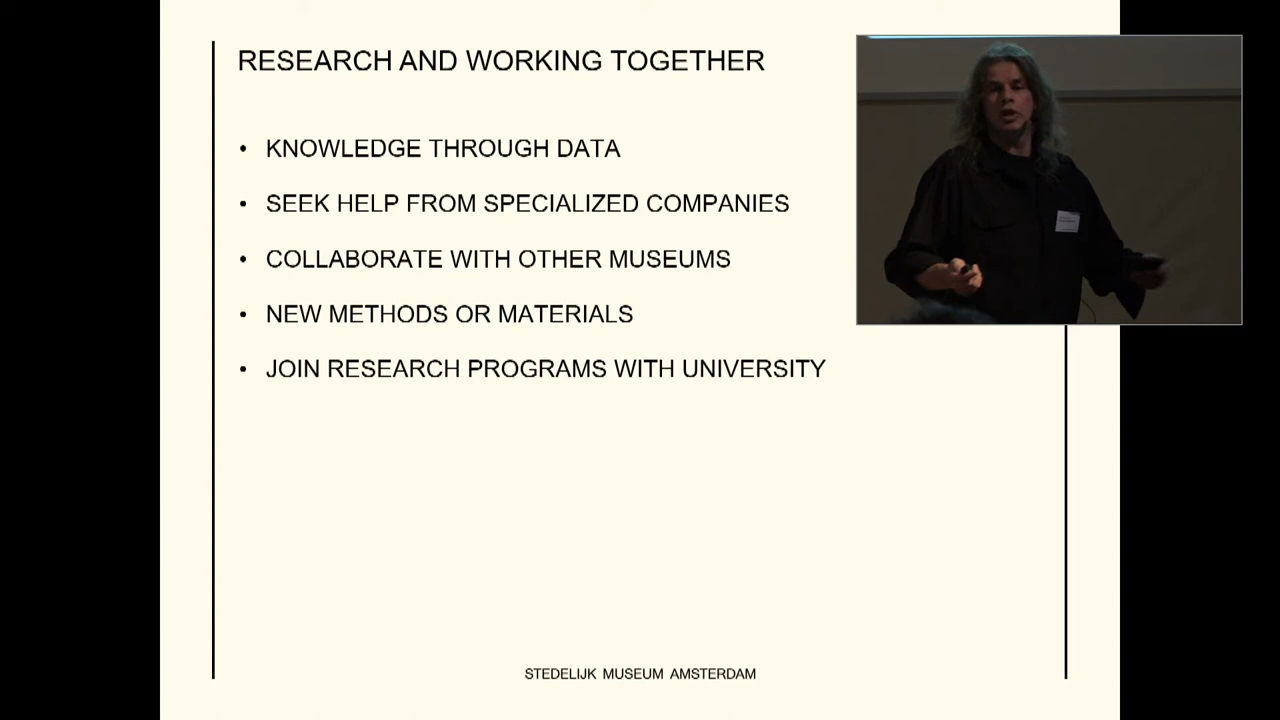 RESEARCH AND WORKING TOGETHER
• KNOWLEDGE THROUGH DATA
• SEEK HELP FROM SPECIALIZED COMPANIES
• COLLABORATE WITH OTHER MUSEUMS
• NEW METHODS OR MATERIALS
• JOIN RESEARCH PROGRAMS WITH UNIVERSITY
STEDELIJK MUSEUM AMSTERDAM